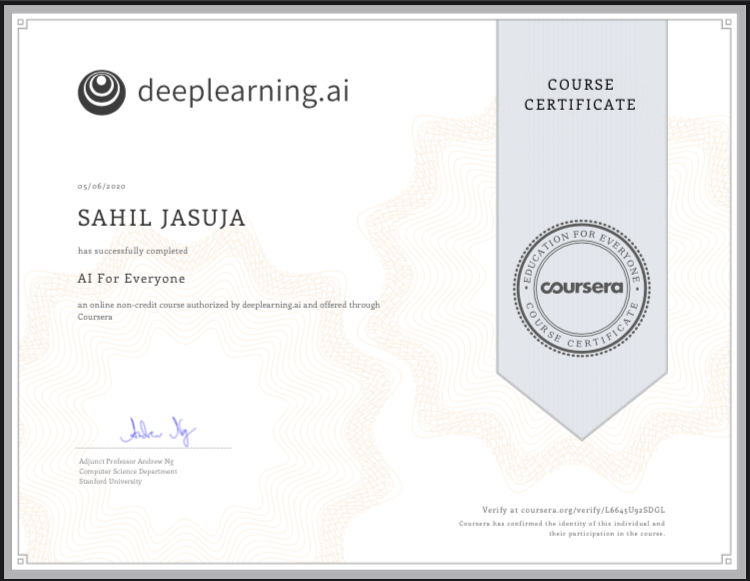 deeplearning.ai
COURSE
CERTIFICATE
05/06/2020
SAHIL JASUJA
has successfully completed
AI For Everyone
an online non-credit course authorized by deeplearning.ai and offered through
Coursera
EDUCATION FOR EVERYONE
coursera
COURSE CERTIFICATE
Andrew Ng
Adjunct Professor Andrew Ng
Computer Science Department
Stanford University
Verify at coursera.org/verify/L6645U92SDGL
Coursera has confirmed the identity of this individual and
their participation in the course.